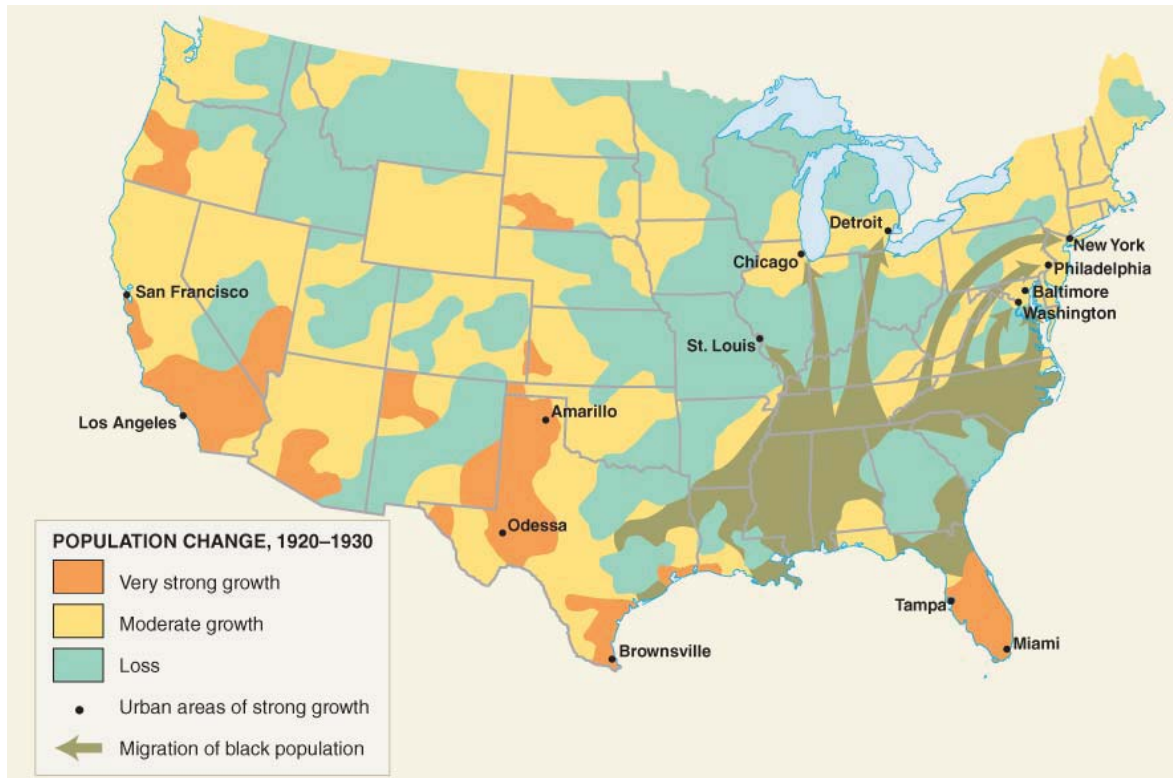 Detroit
New York
Chicago
Philadelphia
San Francisco
Baltimore
Washington
St. Louis
Los Angeles
Amarillo
Odessa
Tampa
Miami
Brownsville
POPULATION CHANGE, 1920–1930
Very strong growth
Moderate growth
Loss
Urban areas of strong growth
Migration of black population